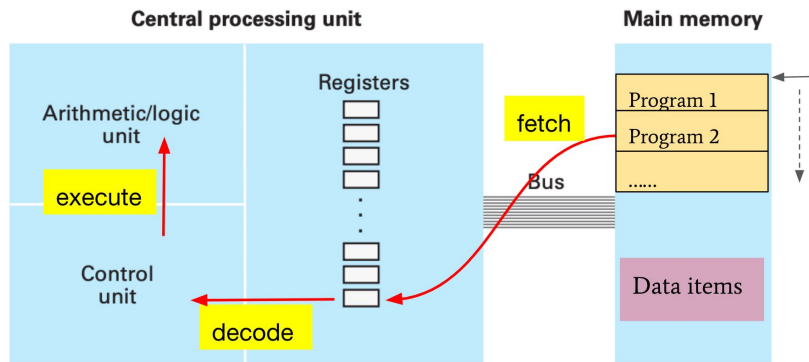 Central processing unit
Main memory
Arithmetic/logic
unit
Registers
fetch
Program 1
Program 2
......
Bus
execute
Control
unit
decode
Data items